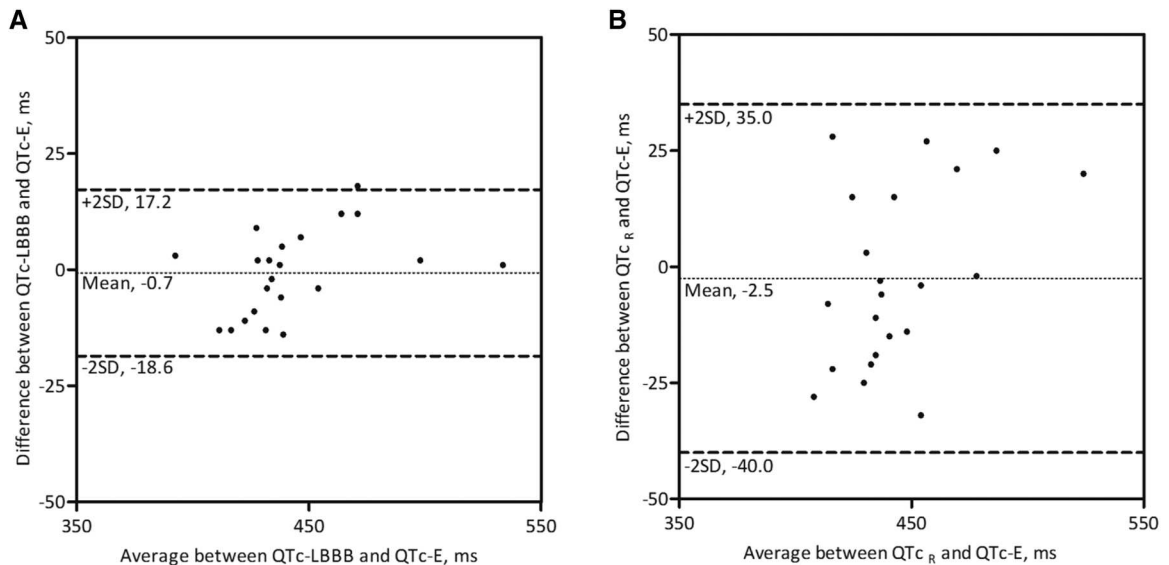 A
Difference between QTc-LBBB and QTc-E, ms
50
25
0
-25
-50
+2SD, 17.2
Mean, -0.7
-2SD, -18.6
350
450
550
Average between QTc-LBBB and QTc-E, ms
B
Difference between QTc R and QTc-E, ms
50
25
0
-25
-50
+2SD, 35.0
Mean, -2.5
-2SD, -40.0
350
450
550
Average between QTc R and QTc-E, ms